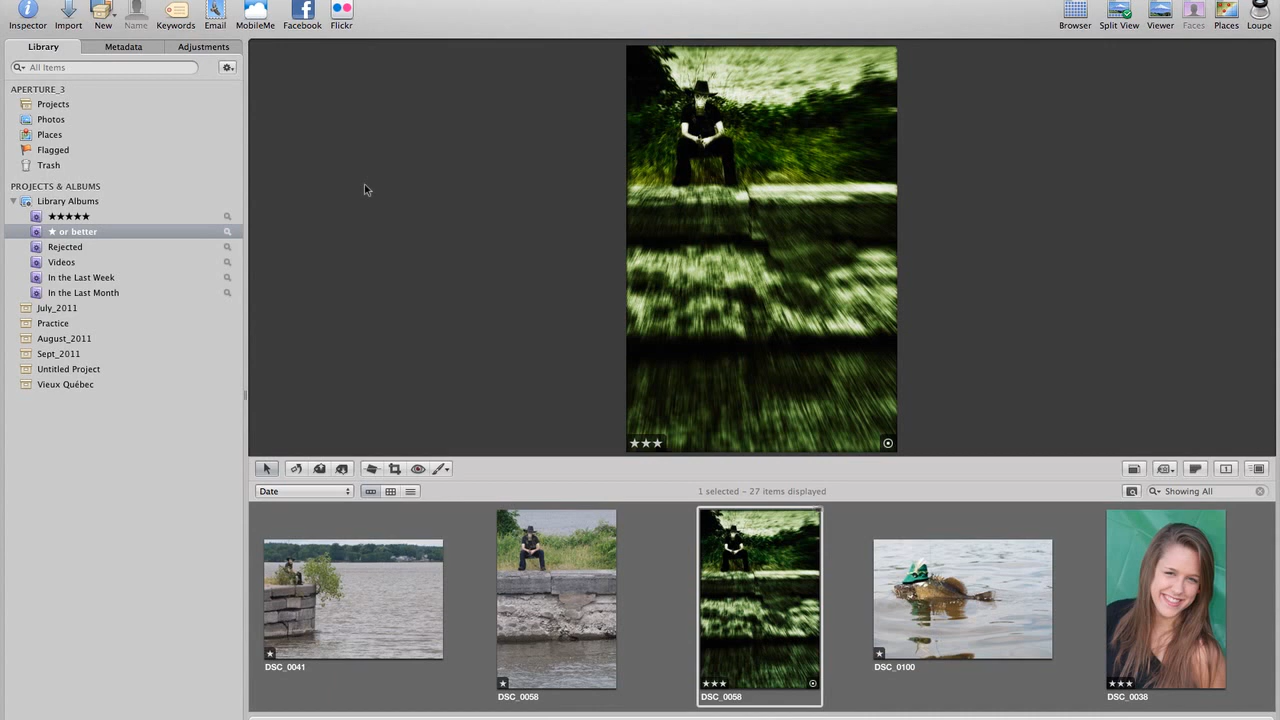 Inspector Import New Name Keywords Email MobileMe Facebook Flickr Browser Split View Viewer Faces Places Loupe
Library Metadata Adjustments
All Items
APERTURE_3
Projects
Photos
Places
Flagged
Trash
PROJECTS & ALBUMS
Library Albums
★★★★★
★ or better
Rejected
Videos
In the Last Week
In the Last Month
July_2011
Practice
August_2011
Sept_2011
Untitled Project
Vieux Québec
Date 1 selected - 27 items displayed Showing All
DSC_0041
DSC_0058
DSC_0058
DSC_0100
DSC_0038